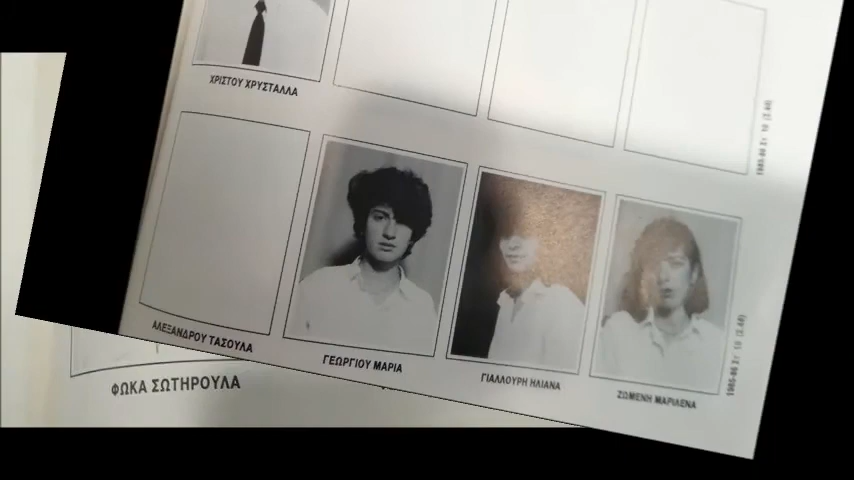 ΧΡΙΣΤΟΥ ΧΡΥΣΤΑΛΛΑ
ΑΛΕΞΑΝΔΡΟΥ ΤΑΣΟΥΛΑ
ΓΕΩΡΓΙΟΥ ΜΑΡΙΑ
ΓΙΑΛΛΟΥΡΗ ΗΛΙΑΝΑ
ΖΩΜΕΝΗ ΜΑΡΙΛΕΝΑ
ΦΩΚΑ ΣΩΤΗΡΟΥΛΑ